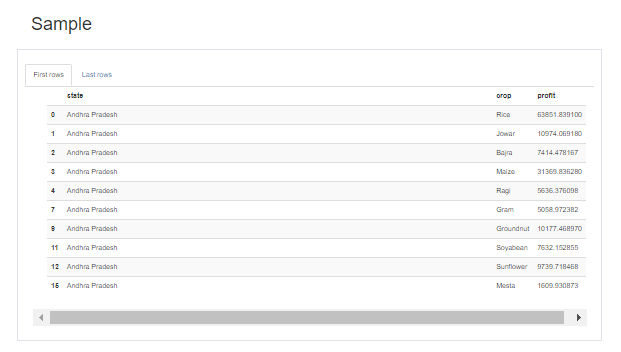 Sample
First rows Last rows
state crop profit
0 Andhra Pradesh Rice 63851.839100
1 Andhra Pradesh Jowar 10974.069180
2 Andhra Pradesh Bajra 7414.478167
3 Andhra Pradesh Maize 31369.836280
4 Andhra Pradesh Ragi 5636.376098
7 Andhra Pradesh Gram 5058.972382
9 Andhra Pradesh Groundnut 10177.468970
11 Andhra Pradesh Soyabean 7632.152855
12 Andhra Pradesh Sunflower 9739.718468
15 Andhra Pradesh Mesta 1609.930873